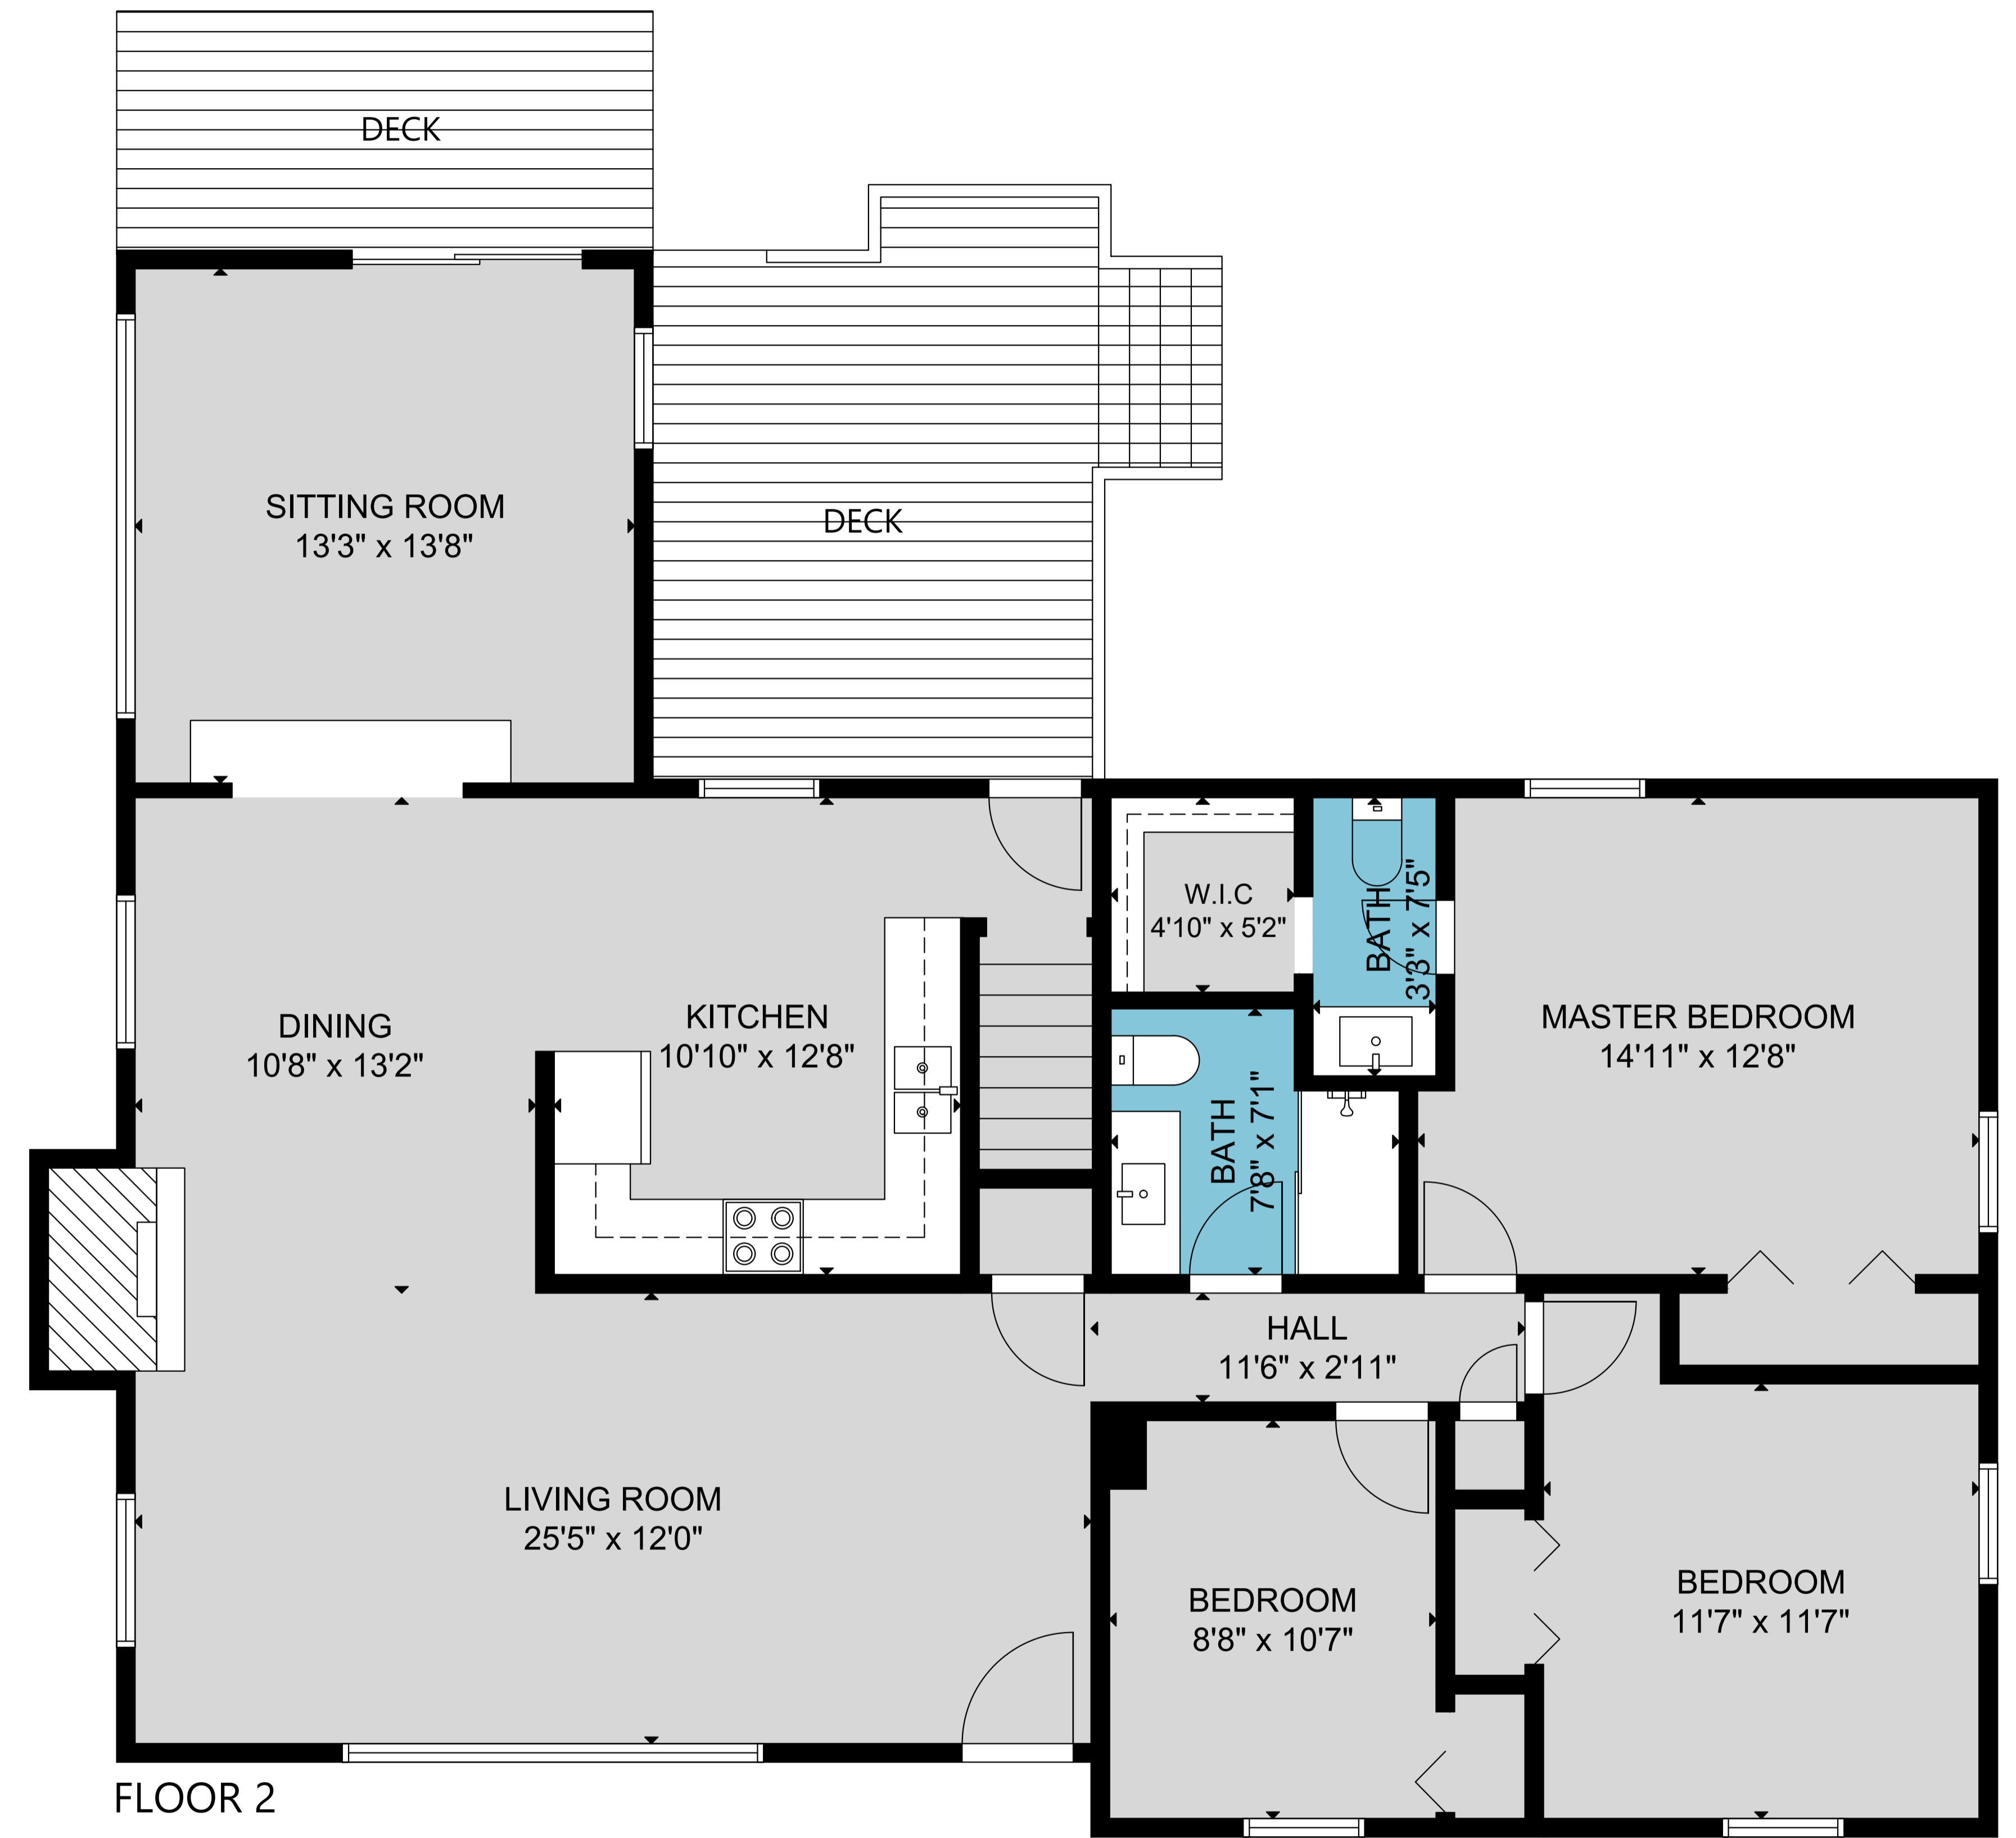 DECK
SITTING ROOM
13'3" x 13'8"
DECK
W.I.C
4'10" x 5'2"
BATH
3'3" x 7'5"
DINING
10'8" x 13'2"
KITCHEN
10'10" x 12'8"
MASTER BEDROOM
14'11" x 12'8"
BATH
7'8" x 7'1"
HALL
11'6" x 2'11"
LIVING ROOM
25'5" x 12'0"
BEDROOM
8'8" x 10'7"
BEDROOM
11'7" x 11'7"
FLOOR 2